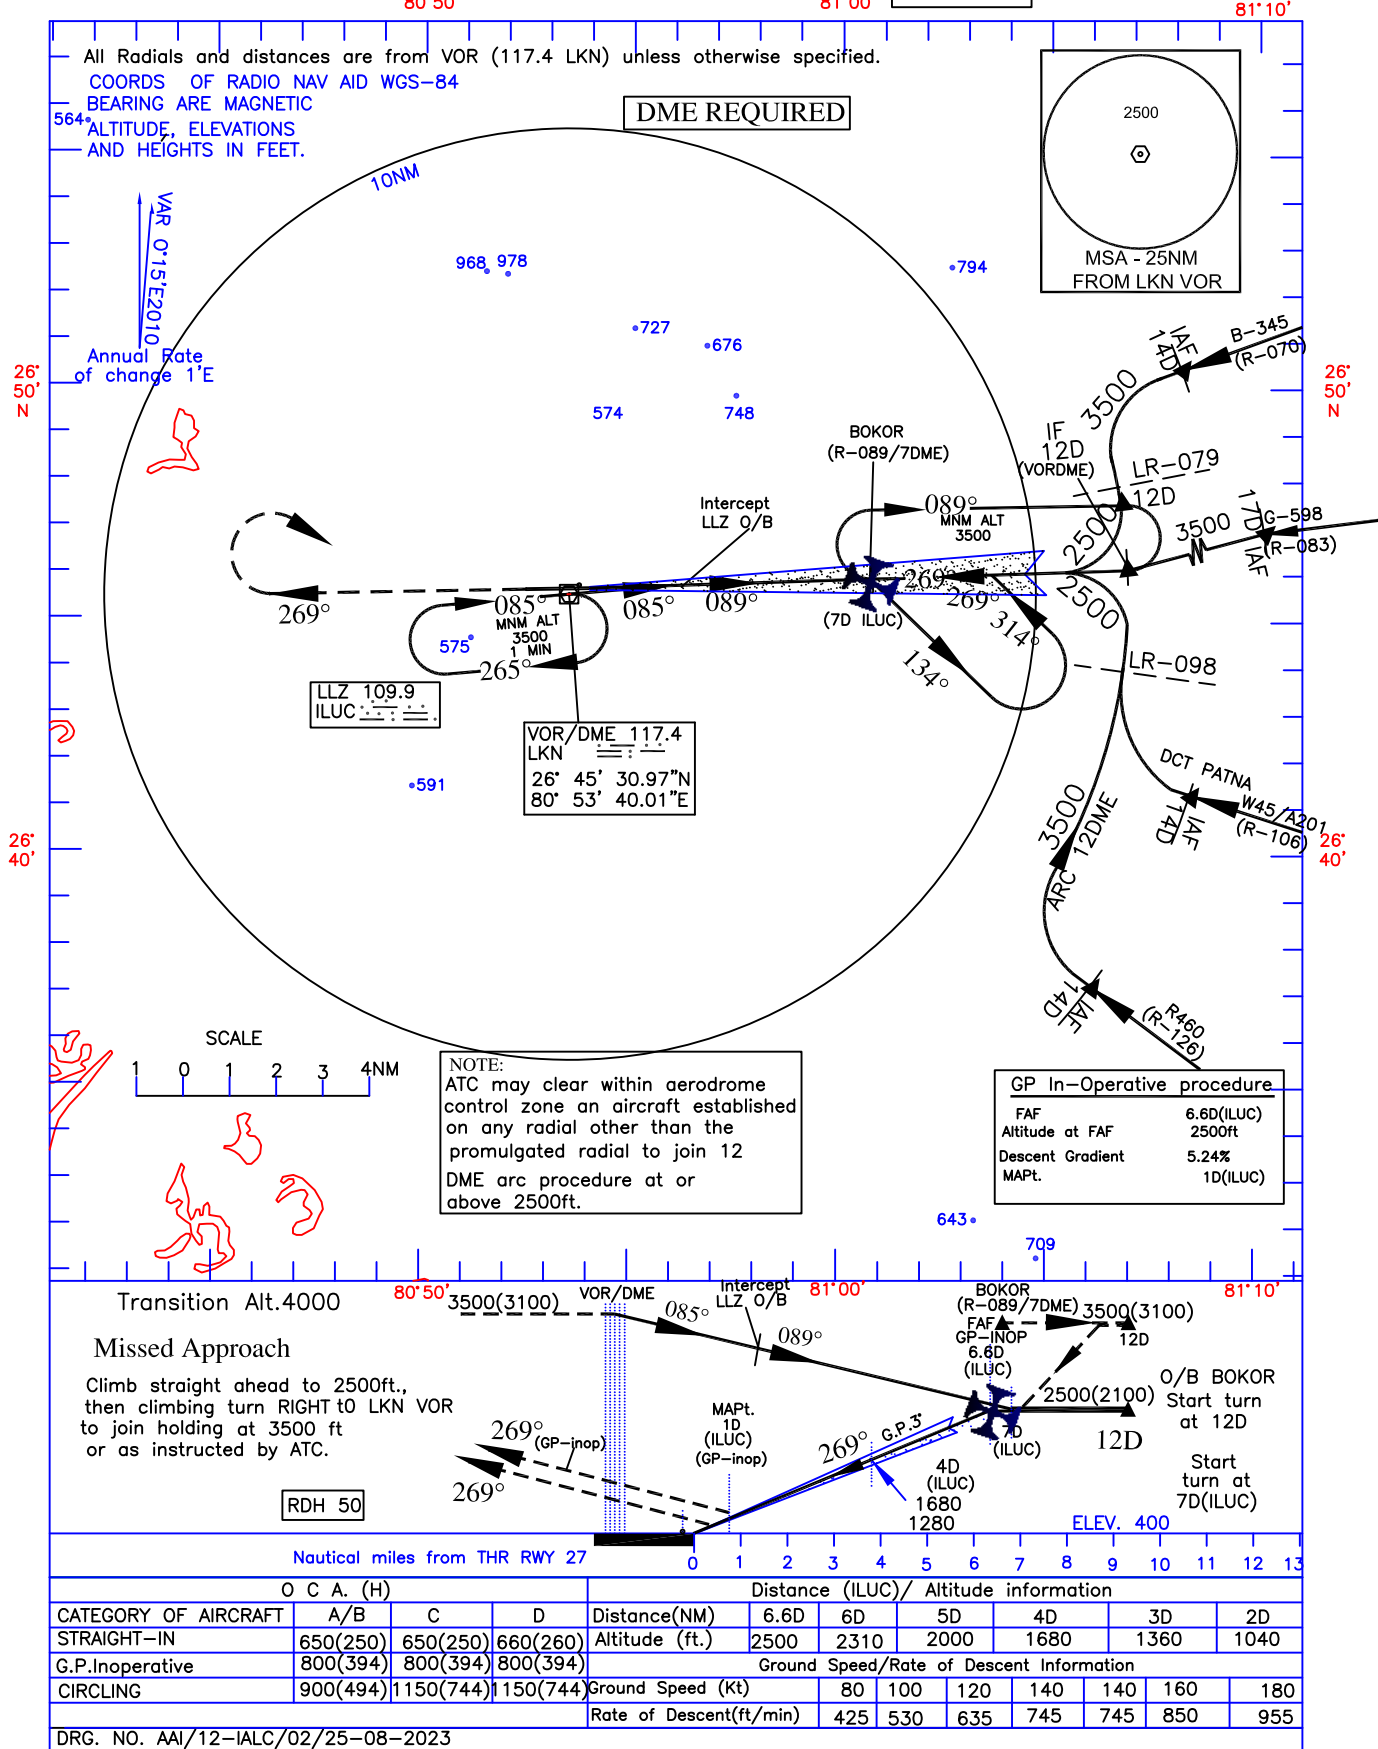 80°50'
81°00'
81°10'
All Radials and distances are from VOR (117.4 LKN) unless otherwise specified.
COORDS OF RADIO NAV AID WGS-84
BEARING ARE MAGNETIC
ALTITUDE, ELEVATIONS
AND HEIGHTS IN FEET.
564
DME REQUIRED
10NM
2500
MSA - 25NM
FROM LKN VOR
VAR 0°15'E2010
Annual Rate
of change 1'E
968
978
794
727
676
574
748
26°
50'
N
26°
50'
N
B-345
(R-070)
IAF
14D
3500
BOKOR
(R-089/7DME)
IF
12D
(VORDME)
LR-079
12D
Intercept
LLZ O/B
089°
MNM ALT
3500
2500
3500
17D IAF
G-598
(R-083)
269°
085°
085°
089°
269°
269°
2500
MNM ALT
3500
1 MIN
575
265°
(7D ILUC)
314°
134°
LR-098
LLZ 109.9
ILUC
VOR/DME 117.4
LKN
26° 45' 30.97"N
80° 53' 40.01"E
591
DCT PATNA
W45/A201
(R-106)
IAF
14D
26°
40'
26°
40'
3500
ARC 12DME
IAF
14D
R460
(R-126)
SCALE
1 0 1 2 3 4NM
NOTE:
ATC may clear within aerodrome
control zone an aircraft established
on any radial other than the
promulgated radial to join 12
DME arc procedure at or
above 2500ft.
GP In-Operative procedure
FAF 6.6D(ILUC)
Altitude at FAF 2500ft
Descent Gradient 5.24%
MAPt. 1D(ILUC)
643
709
80°50'
81°00'
81°10'
Transition Alt.4000
3500(3100)
VOR/DME
085°
Intercept
LLZ O/B
089°
BOKOR
(R-089/7DME)
FAF
GP-INOP
6.6D
(ILUC)
3500(3100)
12D
Missed Approach
Climb straight ahead to 2500ft.,
then climbing turn RIGHT to LKN VOR
to join holding at 3500 ft
or as instructed by ATC.
O/B BOKOR
Start turn
at 12D
2500(2100)
12D
Start
turn at
7D(ILUC)
MAPt.
1D
(ILUC)
(GP-inop)
269°
(GP-inop)
269°
269°
G.P.3°
(ILUC)
4D
(ILUC)
1680
1280
RDH 50
ELEV. 400
Nautical miles from THR RWY 27
0 1 2 3 4 5 6 7 8 9 10 11 12 13
O C A. (H)
Distance (ILUC)/ Altitude information
CATEGORY OF AIRCRAFT A/B C D
Distance(NM) 6.6D 6D 5D 4D 3D 2D
STRAIGHT-IN 650(250) 650(250) 660(260)
Altitude (ft.) 2500 2310 2000 1680 1360 1040
G.P.Inoperative 800(394) 800(394) 800(394)
Ground Speed/Rate of Descent Information
CIRCLING 900(494) 1150(744) 1150(744)
Ground Speed (Kt) 80 100 120 140 140 160 180
Rate of Descent(ft/min) 425 530 635 745 745 850 955
DRG. NO. AAI/12-IALC/02/25-08-2023